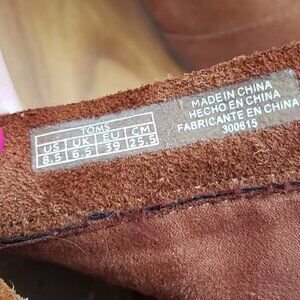 TOMS
US UK EU CM
8.5 6.5 39 25.5
MADE IN CHINA
HECHO EN CHINA
FABRICANTE EN CHINA
300615